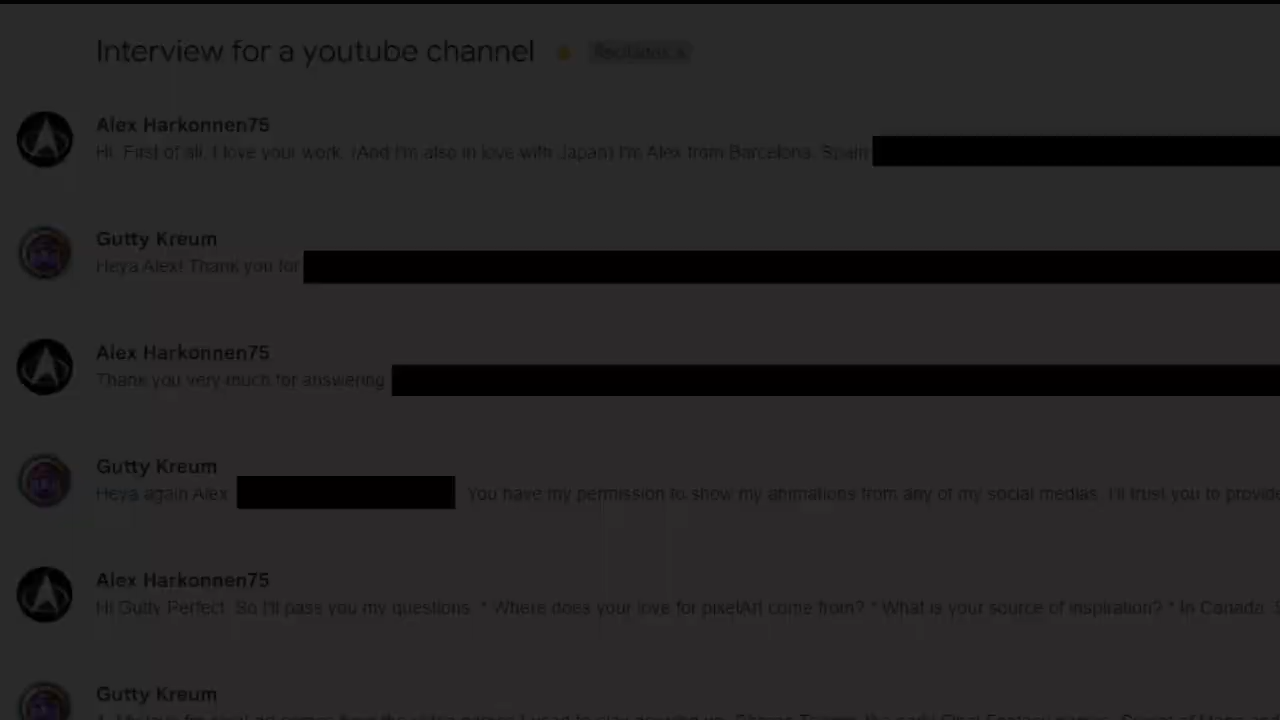 Interview for a youtube channel
Recibidos x
Alex Harkonnen75
Hi. First of all, I love your work. (And I'm also in love with Japan) I'm Alex from Barcelona, Spain
Gutty Kreum
Heya Alex! Thank you for
Alex Harkonnen75
Thank you very much for answering
Gutty Kreum
Heya again Alex You have my permission to show my animations from any of my social medias. I'll trust you to provide
Alex Harkonnen75
Hi Gutty Perfect. So I'll pass you my questions. * Where does your love for pixelArt come from? * What is your source of inspiration? * In Canada,
Gutty Kreum